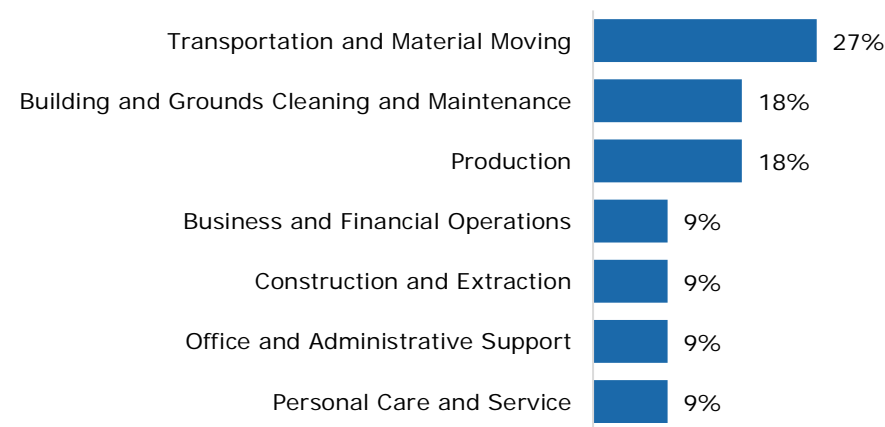 Transportation and Material Moving 27%
Building and Grounds Cleaning and Maintenance 18%
Production 18%
Business and Financial Operations 9%
Construction and Extraction 9%
Office and Administrative Support 9%
Personal Care and Service 9%